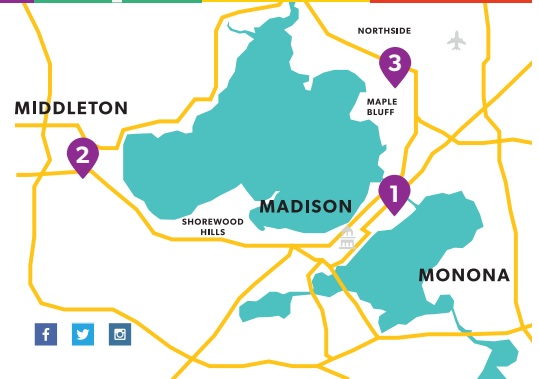 NORTHSIDE
3
MAPLE
BLUFF
MIDDLETON
2
1
MADISON
SHOREWOOD
HILLS
MONONA
f